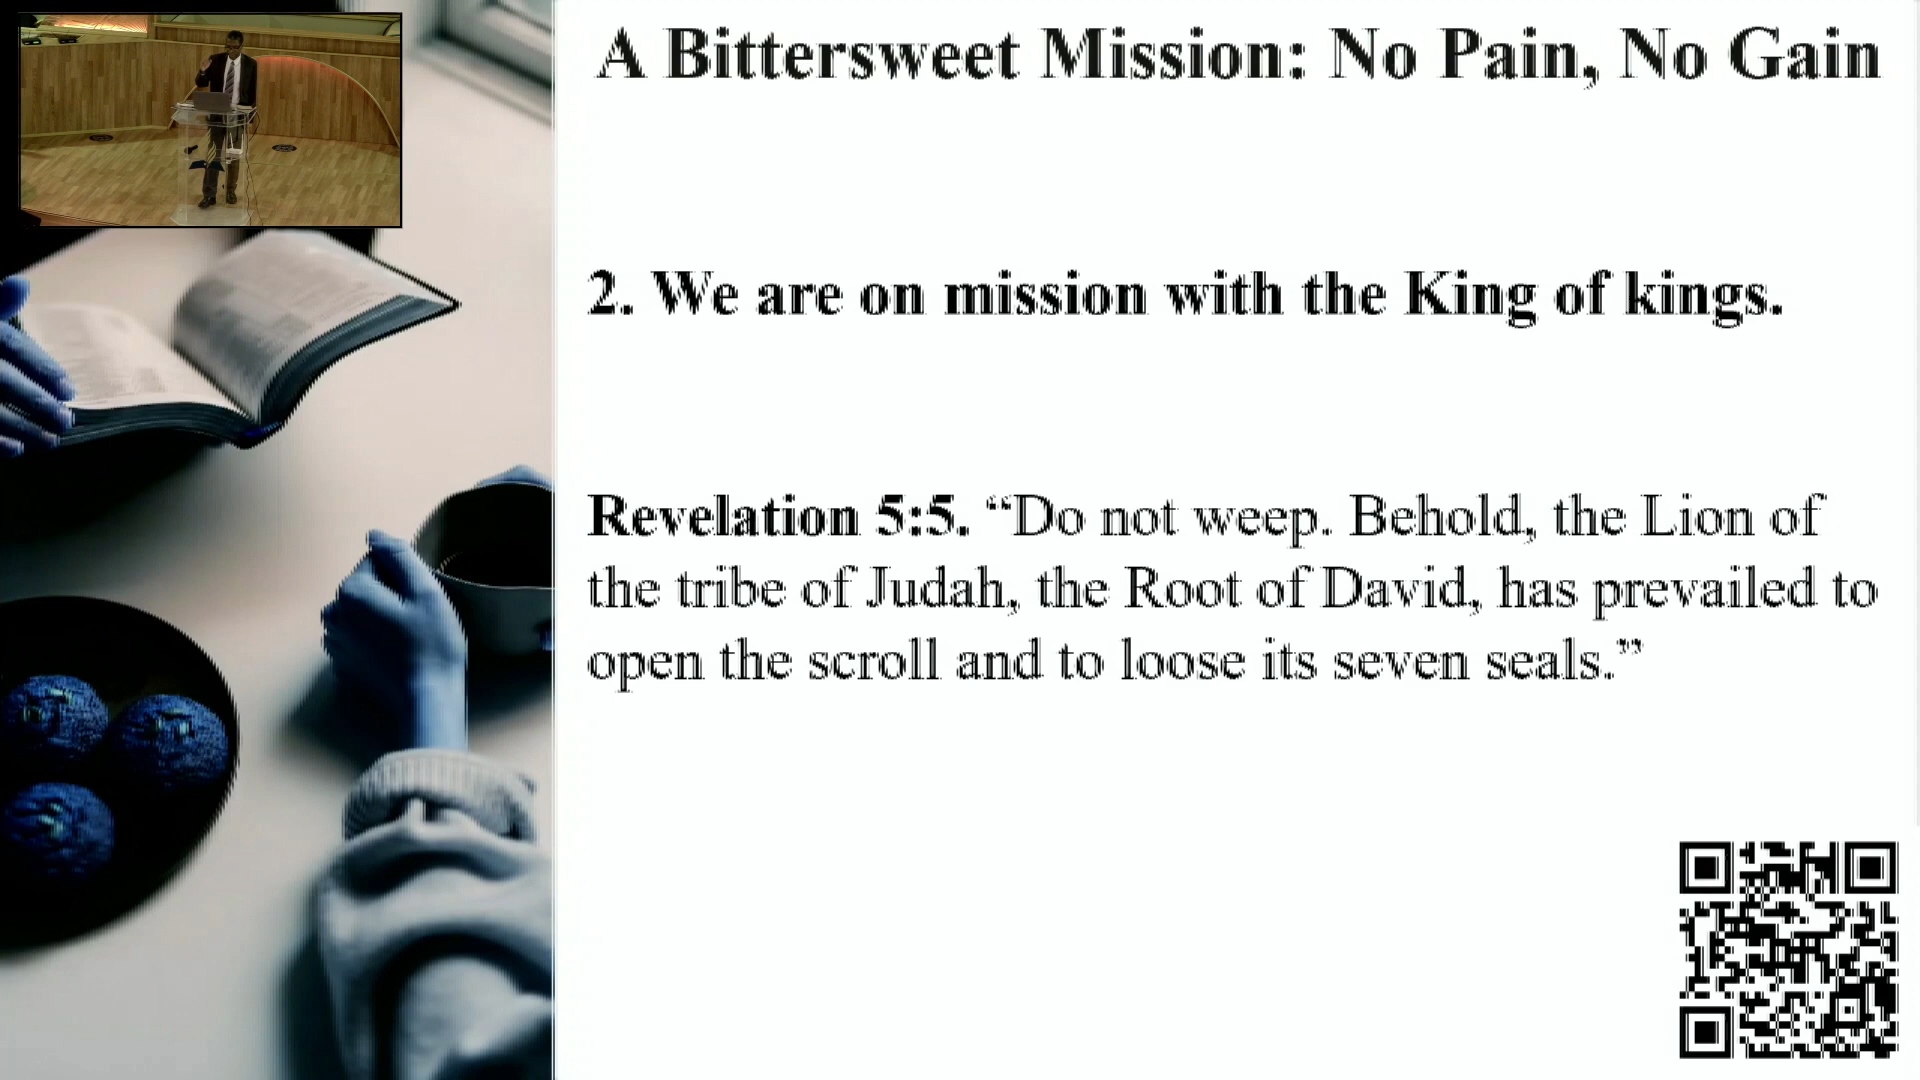 A Bittersweet Mission: No Pain, No Gain
2. We are on mission with the King of kings.
Revelation 5:5. “Do not weep. Behold, the Lion of
the tribe of Judah, the Root of David, has prevailed to
open the scroll and to loose its seven seals.”